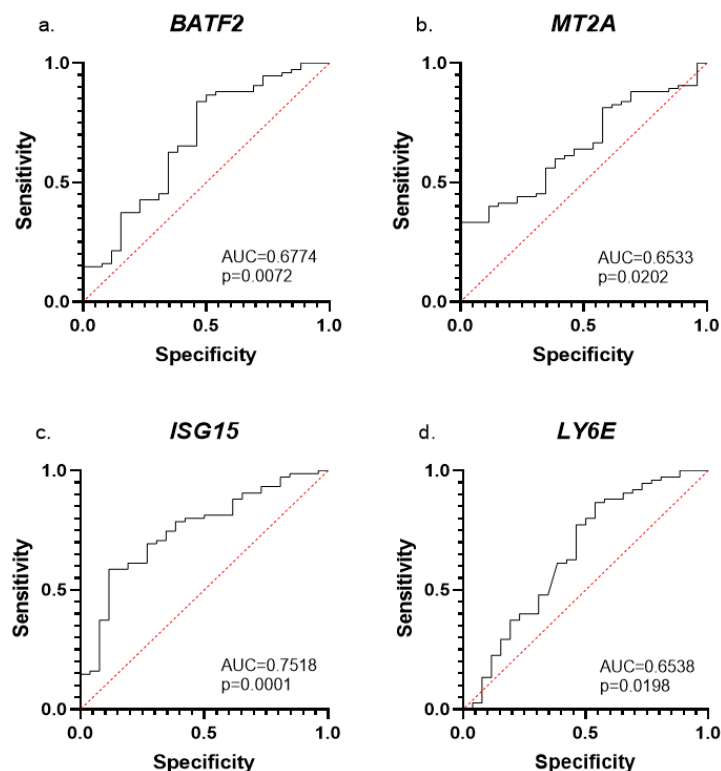 a. BATF2
1.0
0.5
0.0
Sensitivity
AUC=0.6774
p=0.0072
0.0 0.5 1.0
Specificity
b. MT2A
1.0
0.5
0.0
Sensitivity
AUC=0.6533
p=0.0202
0.0 0.5 1.0
Specificity
c. ISG15
1.0
0.5
0.0
Sensitivity
AUC=0.7518
p=0.0001
0.0 0.5 1.0
Specificity
d. LY6E
1.0
0.5
0.0
Sensitivity
AUC=0.6538
p=0.0198
0.0 0.5 1.0
Specificity